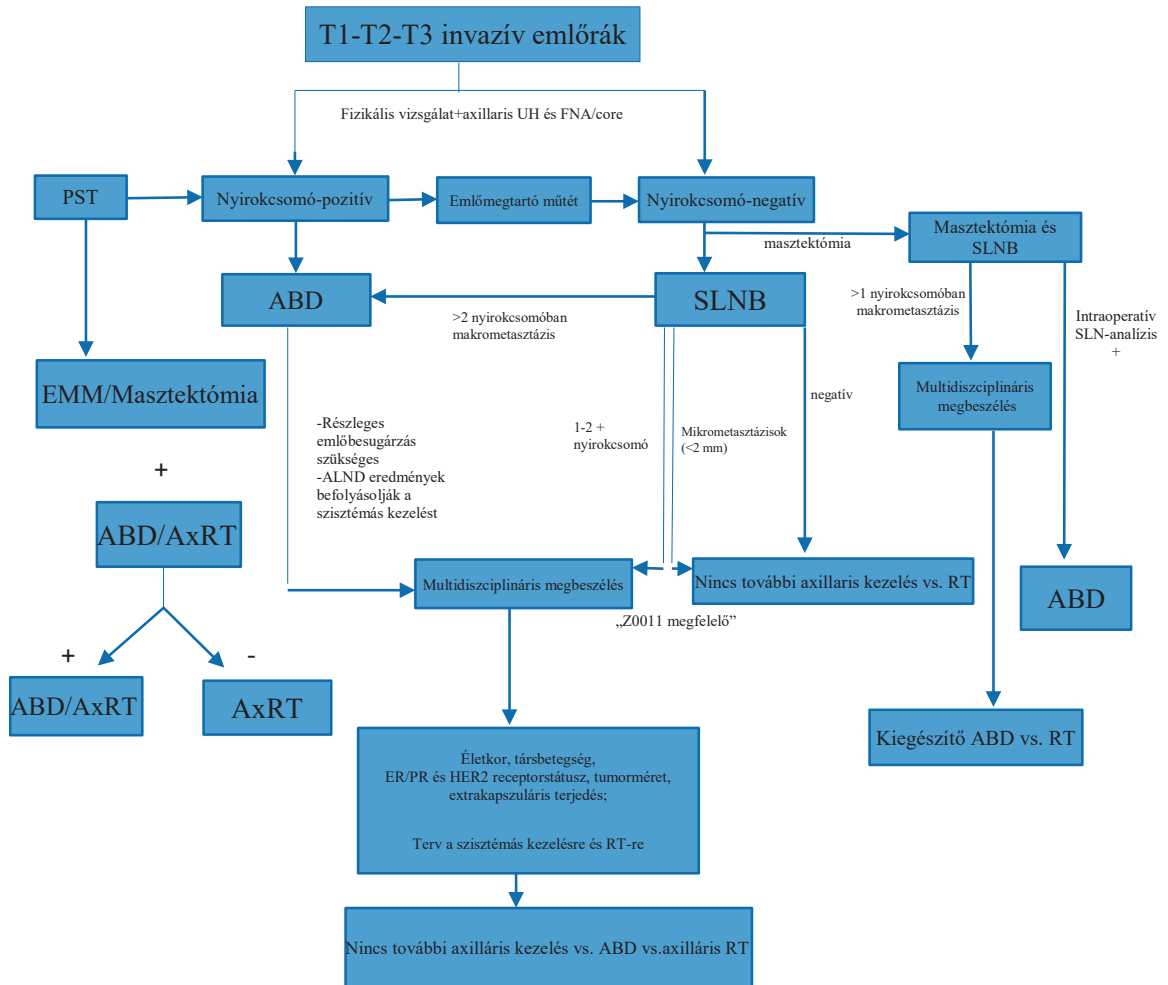 T1-T2-T3 invazív emlőrák
Fizikális vizsgálat+axillaris UH és FNA/core
PST
Nyirokcsomó-pozitív
Emlőmegtartó műtét
Nyirokcsomó-negatív
masztektómia
Masztektómia és
SLNB
ABD
>2 nyirokcsomóban
makrometasztázis
SLNB
>1 nyirokcsomóban
makrometasztázis
Intraoperatív
SLN-analízis
+
EMM/Masztektómia
-Részleges
emlőbesugárzás
szükséges
-ALND eredmények
befolyásolják a
szisztémás kezelést
1-2 +
nyirokcsomó
Mikrometasztázisok
(<2 mm)
negatív
Multidiszciplináris
megbeszélés
+
ABD/AxRT
Multidiszciplináris megbeszélés
Nincs további axillaris kezelés vs. RT
„Z0011 megfelelő”
ABD
+
-
ABD/AxRT
AxRT
Kiegészítő ABD vs. RT
Életkor, társbetegség,
ER/PR és HER2 receptorstátusz, tumorméret,
extrakapszuláris terjedés;
Terv a szisztémás kezelésre és RT-re
Nincs további axilláris kezelés vs. ABD vs.axilláris RT